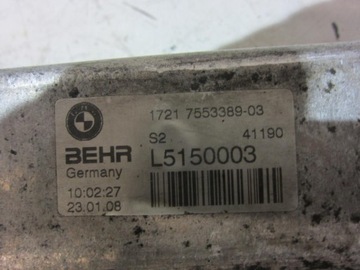 1721 7553389-03
S2 41190
BEHR L5150003
Germany
10:02:27
23.01.08